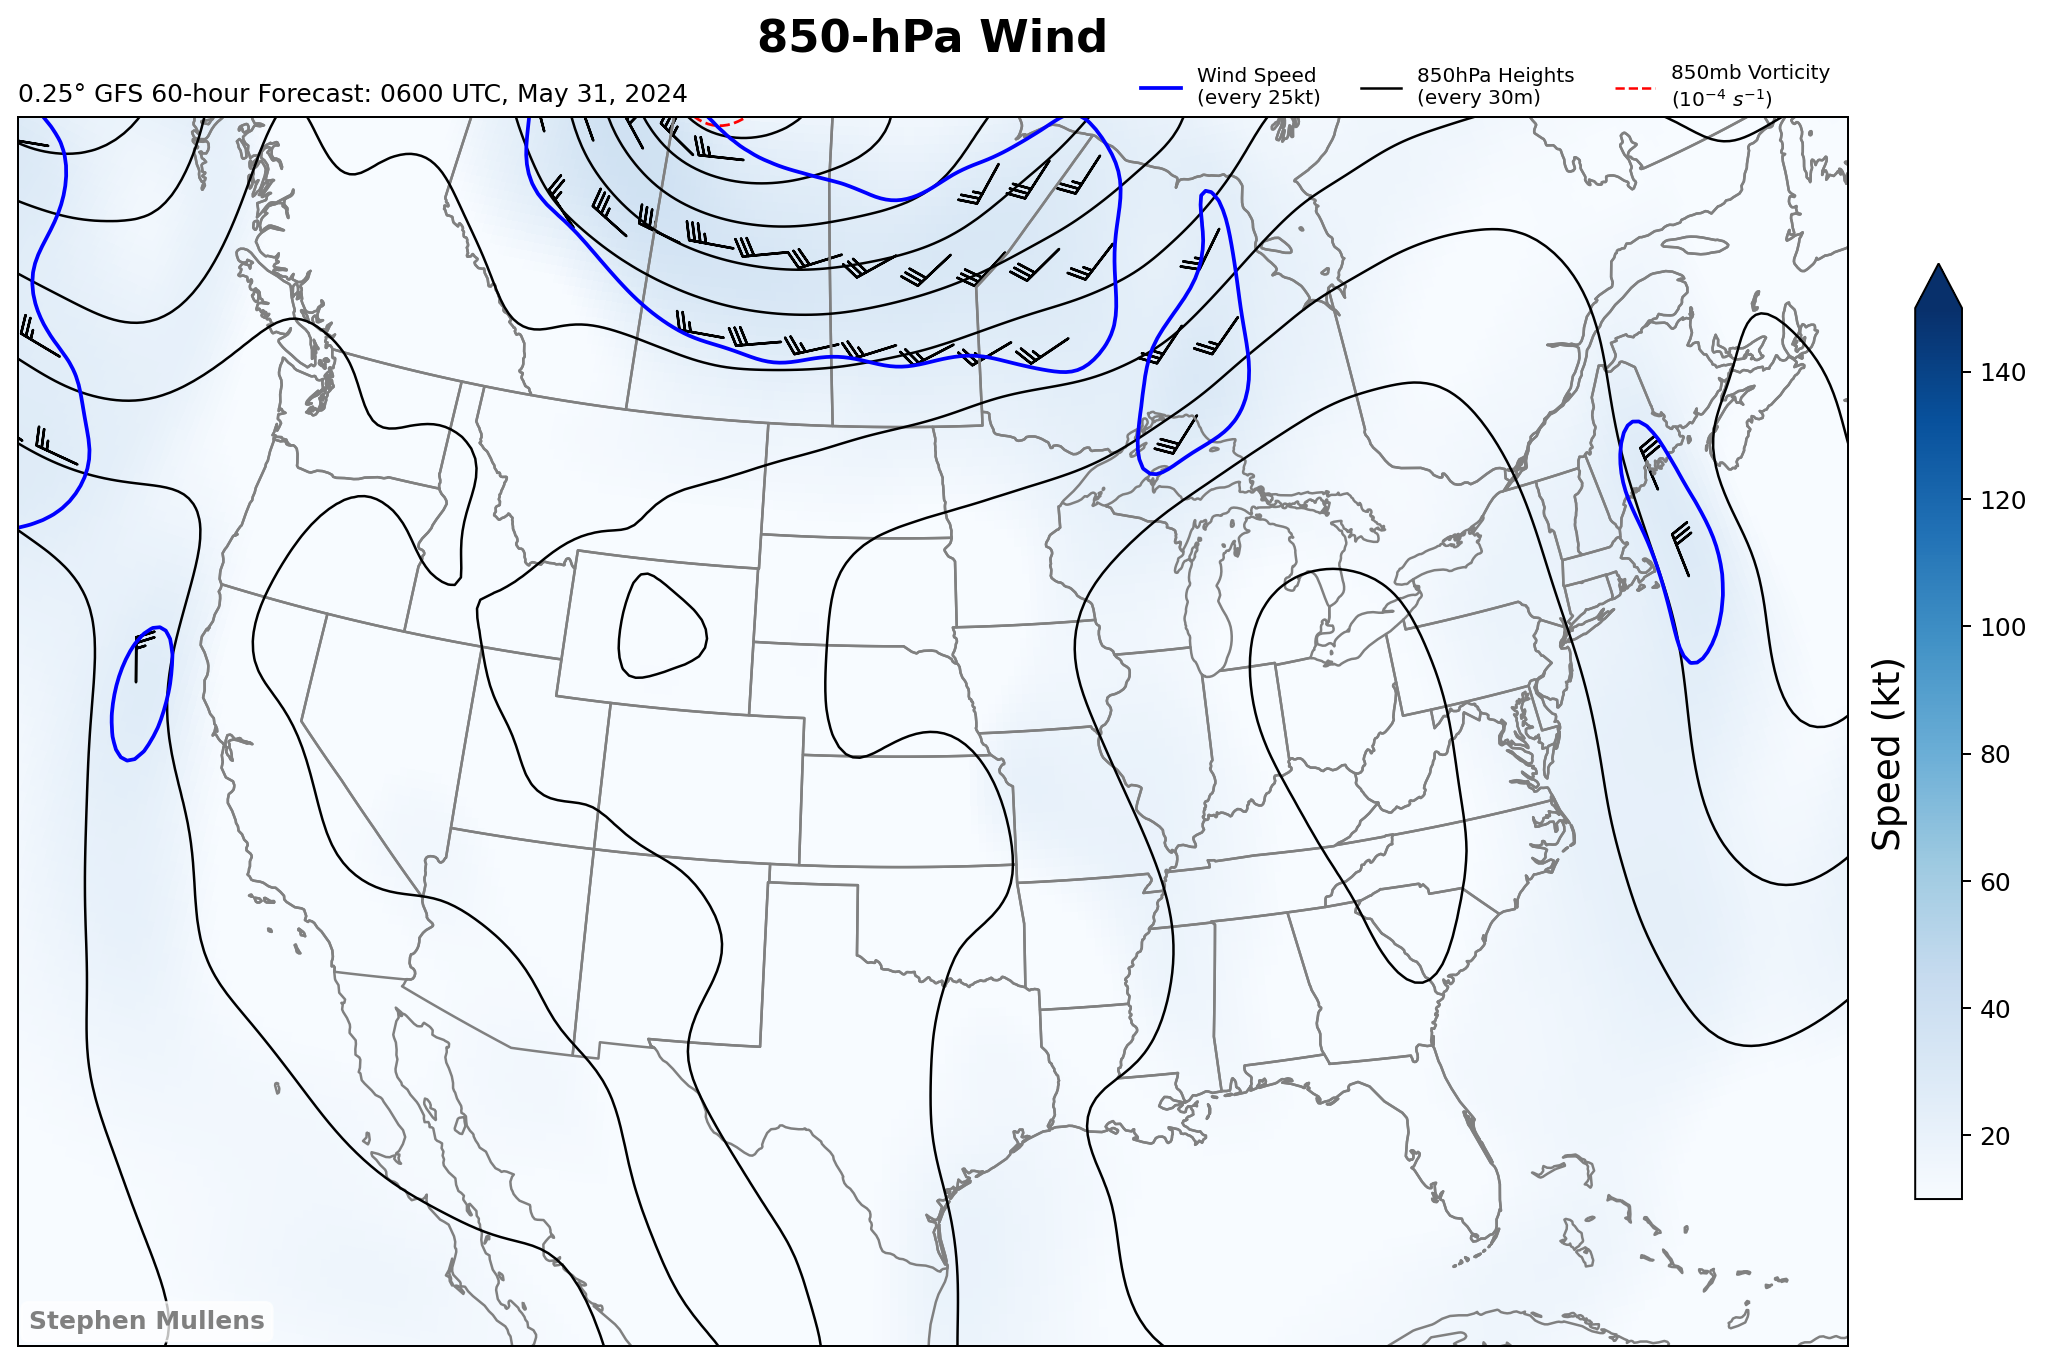 850-hPa Wind
0.25° GFS 60-hour Forecast: 0600 UTC, May 31, 2024
Wind Speed
(every 25kt)
850hPa Heights
(every 30m)
850mb Vorticity
(10⁻⁴ s⁻¹)
140
120
100
80
60
40
20
Speed (kt)
Stephen Mullens